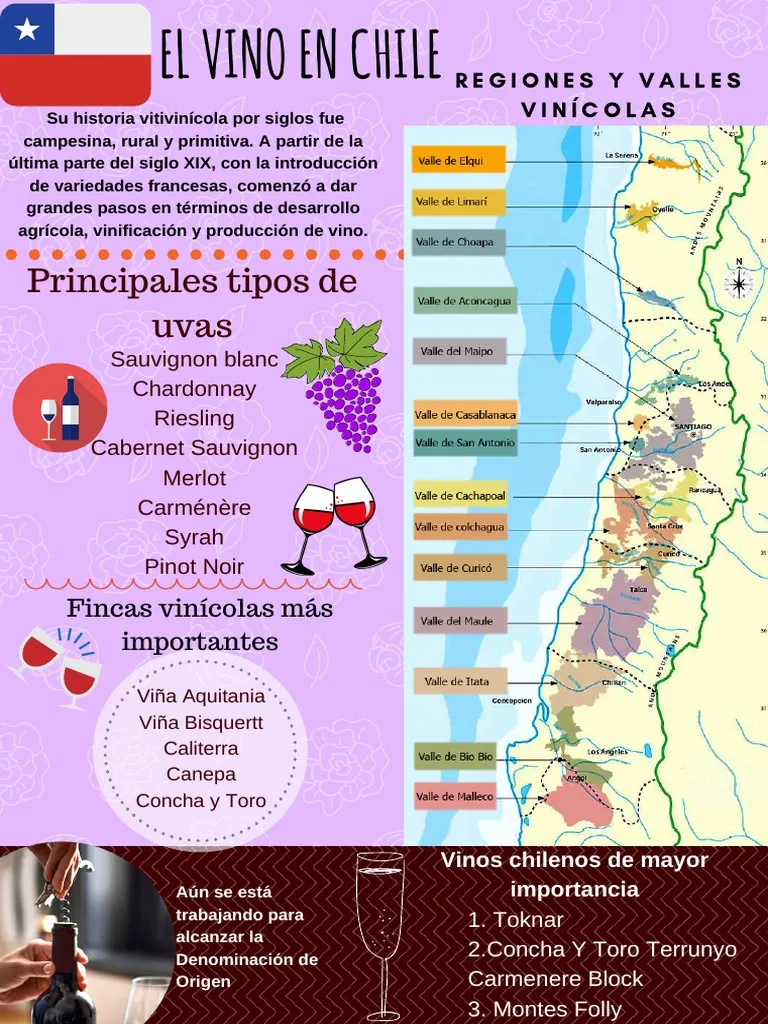 EL VINO EN CHILE
REGIONES Y VALLES
VINÍCOLAS
Su historia vitivinícola por siglos fue
campesina, rural y primitiva. A partir de la
última parte del siglo XIX, con la introducción
de variedades francesas, comenzó a dar
grandes pasos en términos de desarrollo
agrícola, vinificación y producción de vino.
Principales tipos de
uvas
Sauvignon blanc
Chardonnay
Riesling
Cabernet Sauvignon
Merlot
Carménère
Syrah
Pinot Noir
Fincas vinícolas más
importantes
Viña Aquitania
Viña Bisquertt
Caliterra
Canepa
Concha y Toro
Valle de Elqui
La Serena
Valle de Limarí
Ovalle
Valle de Choapa
ANDES MOUNTAINS
N
Valle de Aconcagua
Valle del Maipo
Los Andes
Valparaíso
Valle de Casablanaca
SANTIAGO
Valle de San Antonio
San Antonio
Valle de Cachapoal
Rancagua
Valle de colchagua
Santa Cruz
Curicó
Valle de Curicó
Talca
Valle del Maule
ANDES MOUNTAINS
Valle de Itata
Chillán
Concepción
Valle de Bio Bio
Los Angeles
Angol
Valle de Malleco
Aún se está
trabajando para
alcanzar la
Denominación de
Origen
Vinos chilenos de mayor
importancia
1. Toknar
2.Concha Y Toro Terrunyo
Carmenere Block
3. Montes Folly